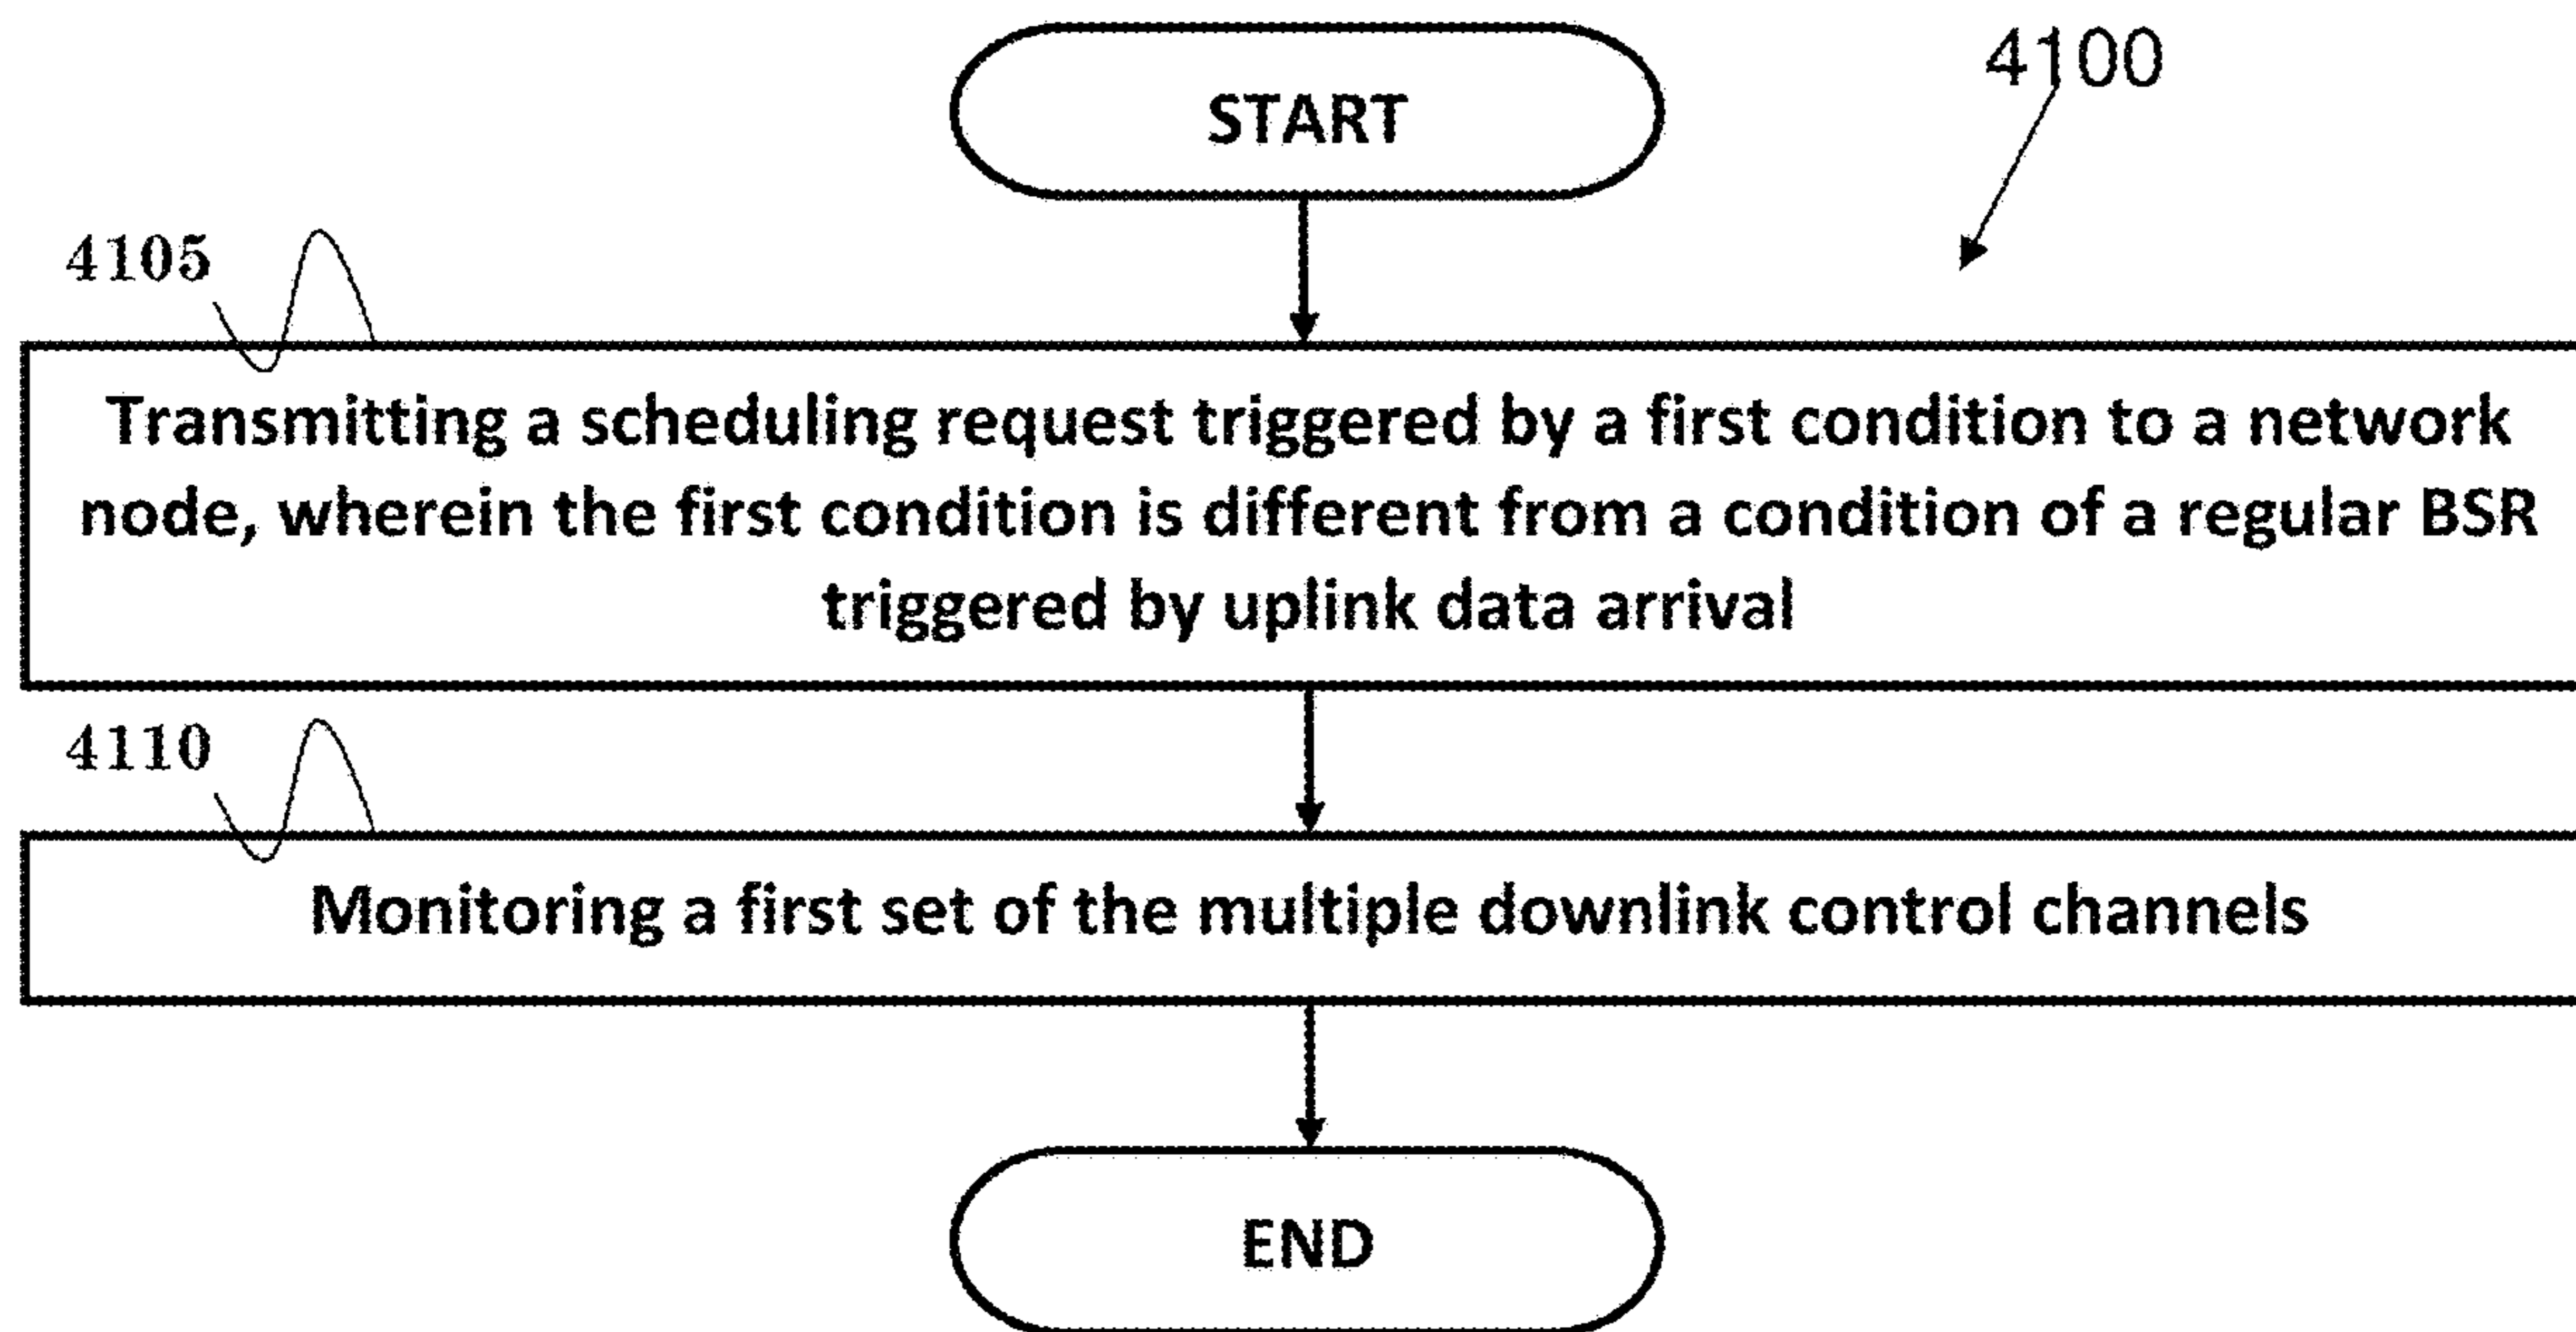 START
4100
4105
Transmitting a scheduling request triggered by a first condition to a network
node, wherein the first condition is different from a condition of a regular BSR
triggered by uplink data arrival
4110
Monitoring a first set of the multiple downlink control channels
END